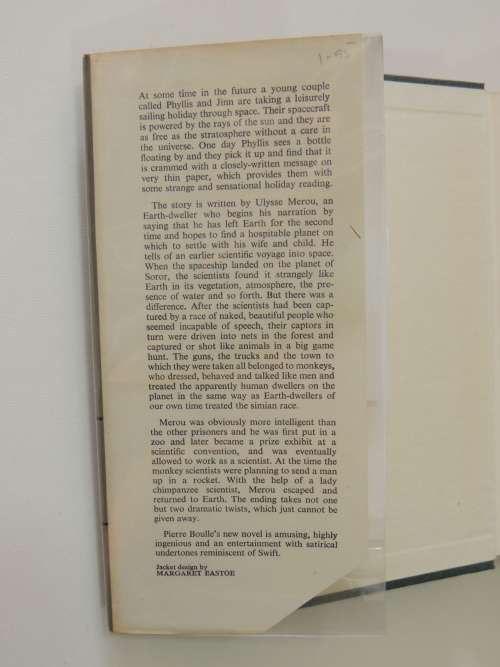 At some time in the future a young couple
called Phyllis and Jinn are taking a leisurely
sailing holiday through space. Their spacecraft
is powered by the rays of the sun and they are
as free as the stratosphere without a care in
the universe. One day Phyllis sees a bottle
floating by and they pick it up and find that it
is crammed with a closely-written message on
very thin paper, which provides them with
some strange and sensational holiday reading.
The story is written by Ulysse Merou, an
Earth-dweller who begins his narration by
saying that he has left Earth for the second
time and hopes to find a hospitable planet on
which to settle with his wife and child. He
tells of an earlier scientific voyage into space.
When the spaceship landed on the planet of
Soror, the scientists found it strangely like
Earth in its vegetation, atmosphere, the pre-
sence of water and so forth. But there was a
difference. After the scientists had been cap-
tured by a race of naked, beautiful people who
seemed incapable of speech, their captors in
turn were driven into nets in the forest and
captured or shot like animals in a big game
hunt. The guns, the trucks and the town to
which they were taken all belonged to monkeys,
who dressed, behaved and talked like men and
treated the apparently human dwellers on the
planet in the same way as Earth-dwellers of
our own time treated the simian race.
Merou was obviously more intelligent than
the other prisoners and he was first put in a
zoo and later became a prize exhibit at a
scientific convention, and was eventually
allowed to work as a scientist. At the time the
monkey scientists were planning to send a man
up in a rocket. With the help of a lady
chimpanzee scientist, Merou escaped and
returned to Earth. The ending takes not one
but two dramatic twists, which just cannot be
given away.
Pierre Boulle's new novel is amusing, highly
ingenious and an entertainment with satirical
undertones reminiscent of Swift.
Jacket design by
MARGARET EASTOE